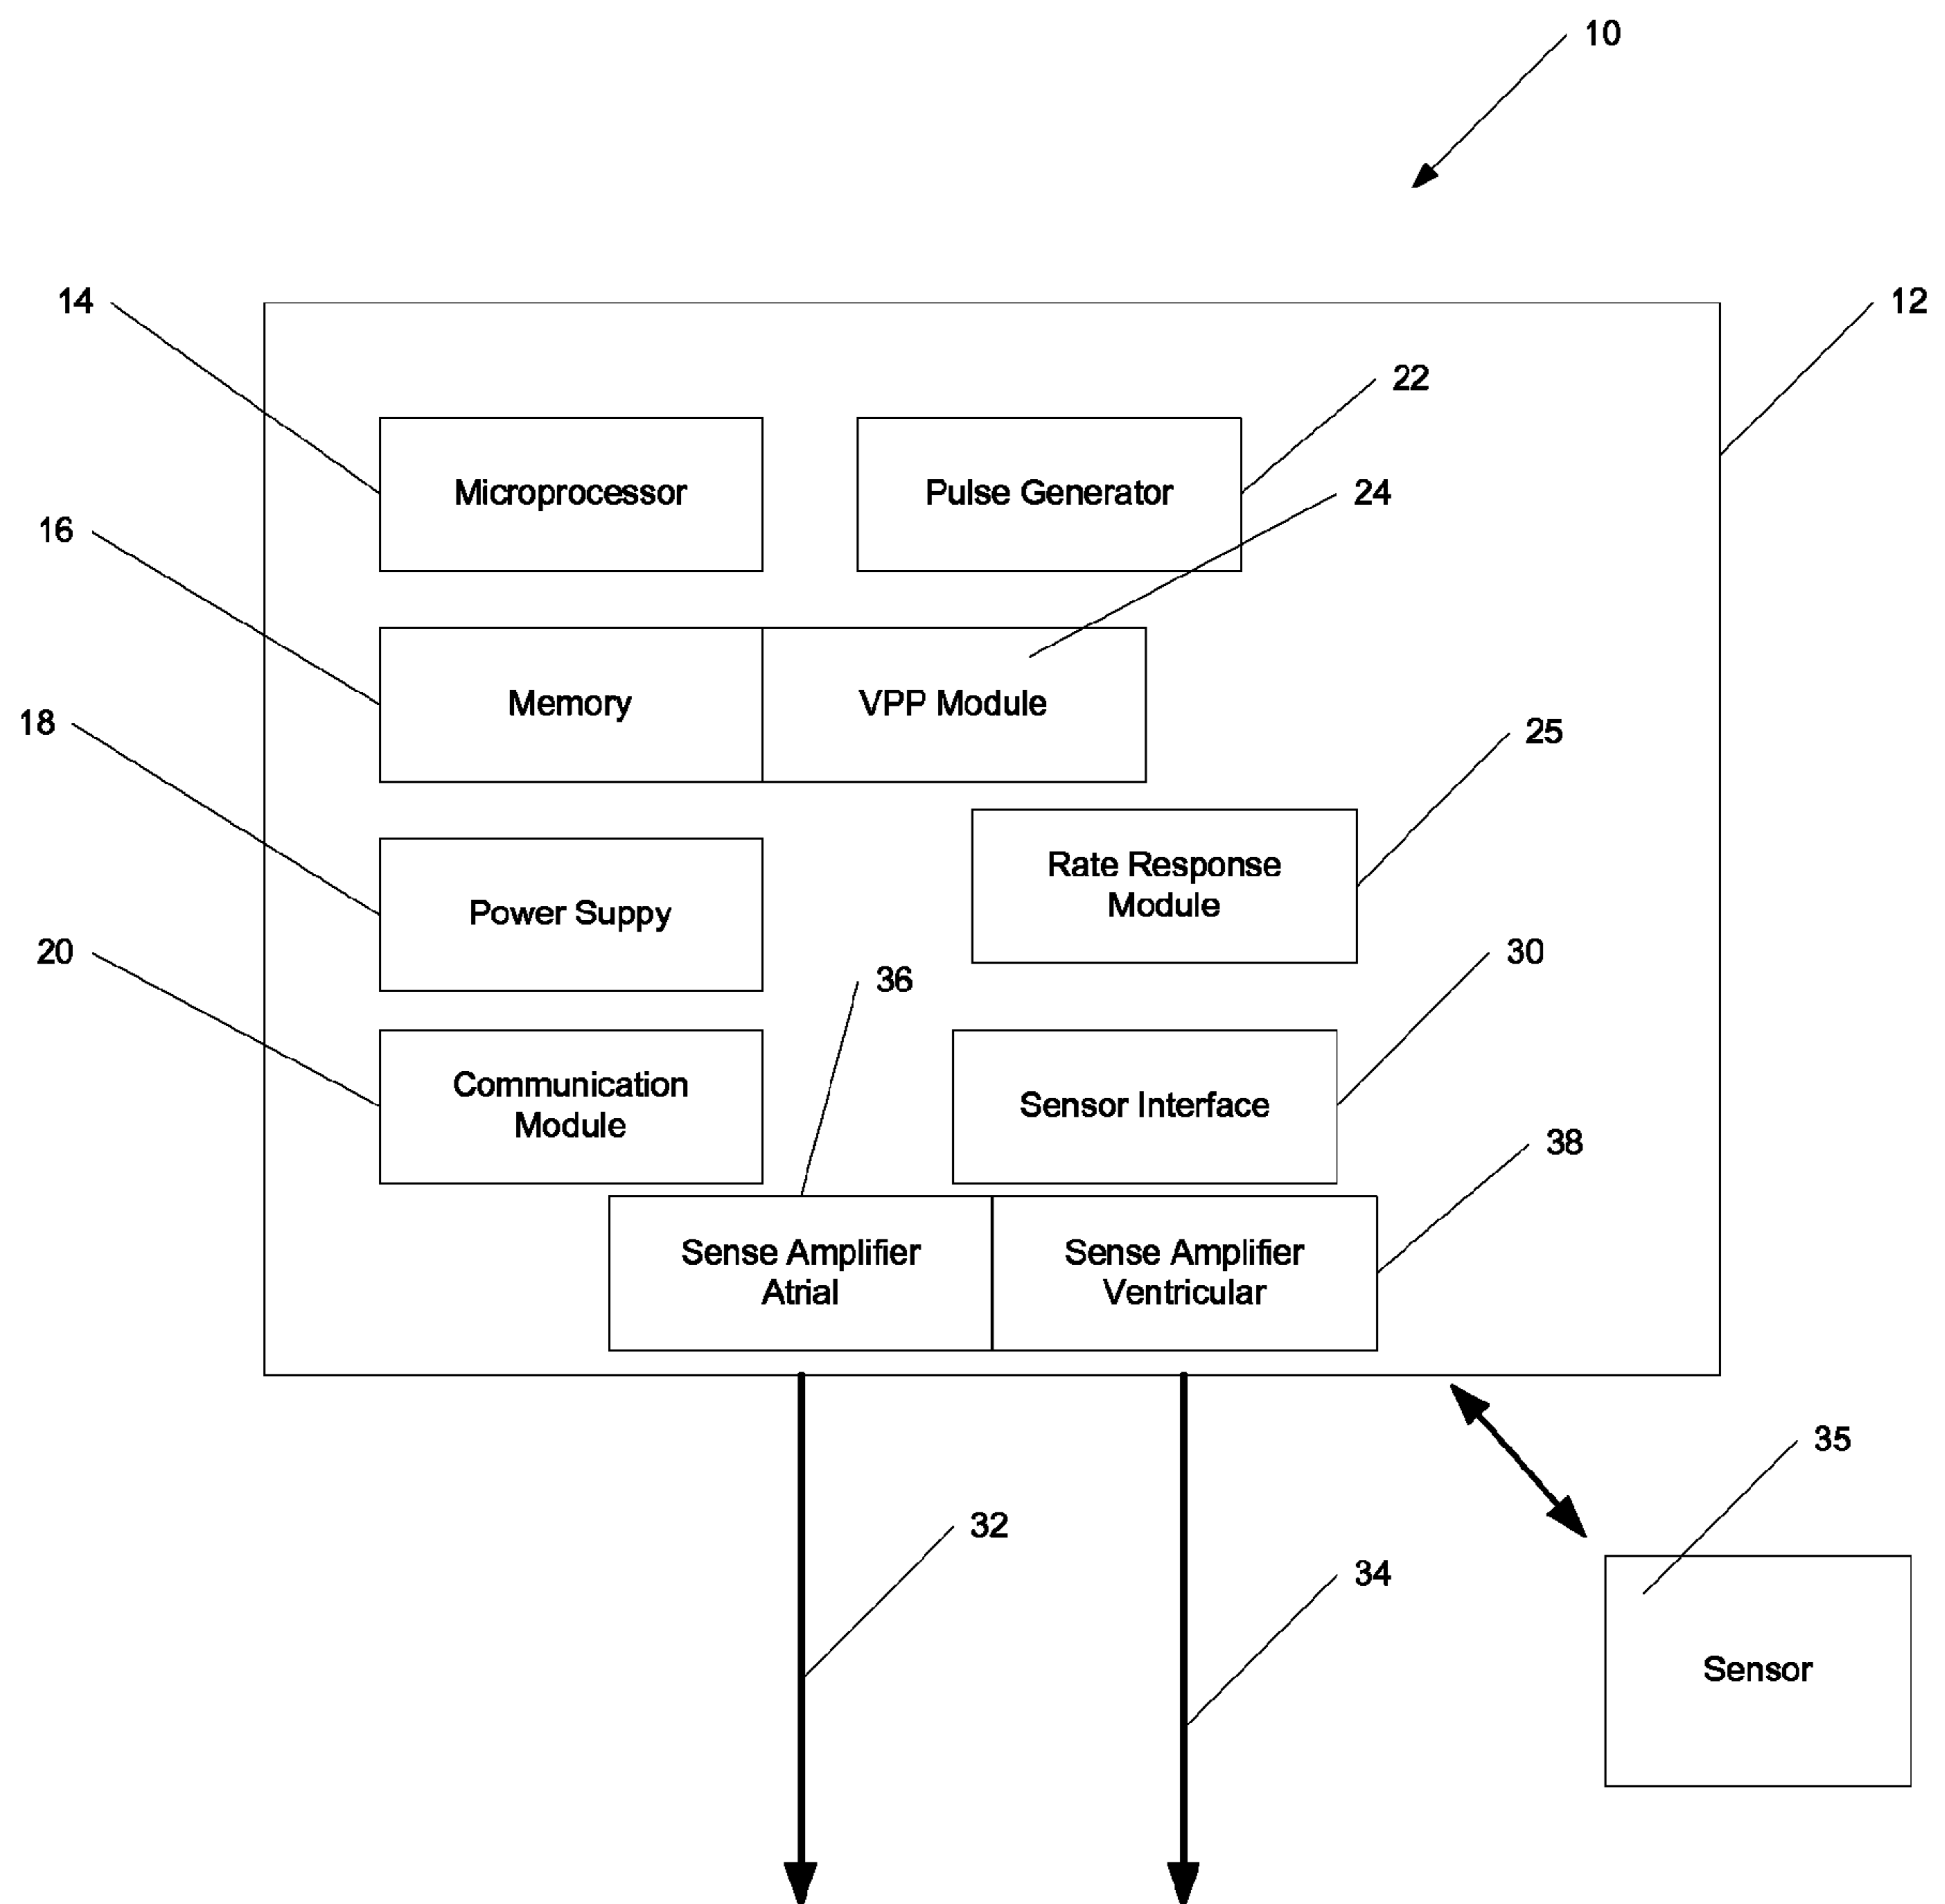 10
14
12
22
Microprocessor
Pulse Generator
24
16
Memory
VPP Module
18
25
Rate Response
Module
Power Suppy
20
36
30
Communication
Module
Sensor Interface
38
Sense Amplifier
Atrial
Sense Amplifier
Ventricular
35
32
34
Sensor